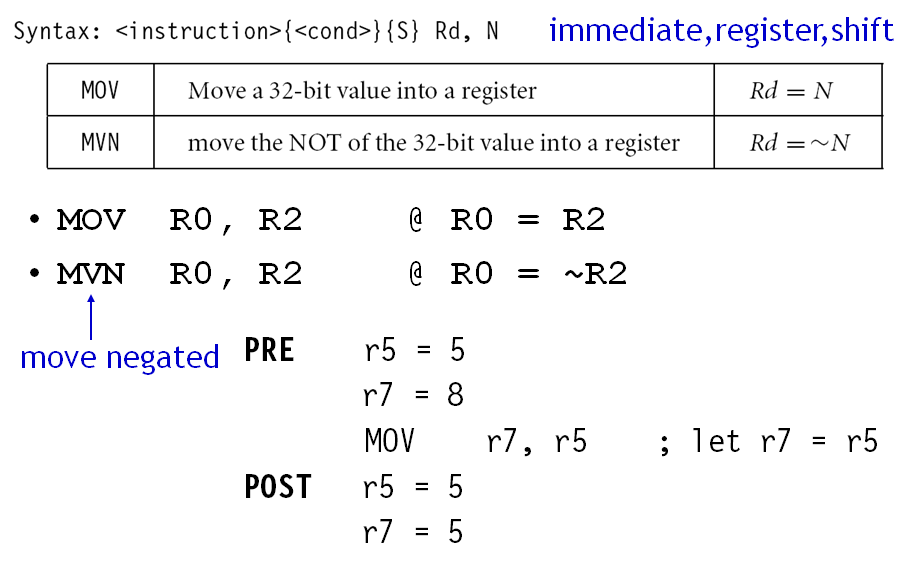 Syntax: <instruction>{<cond>}{S} Rd, N immediate,register,shift
MOV Move a 32-bit value into a register Rd = N
MVN move the NOT of the 32-bit value into a register Rd = ~N
• MOV R0, R2 @ R0 = R2
• MVN R0, R2 @ R0 = ~R2
move negated
PRE r5 = 5
r7 = 8
MOV r7, r5 ; let r7 = r5
POST r5 = 5
r7 = 5